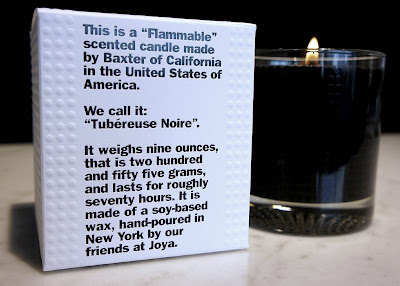 This is a “Flammable”
scented candle made
by Baxter of California
in the United States of
America.
We call it:
“Tubéreuse Noire”.
It weighs nine ounces,
that is two hundred
and fifty five grams,
and lasts for roughly
seventy hours. It is
made of a soy-based
wax, hand-poured in
New York by our
friends at Joya.